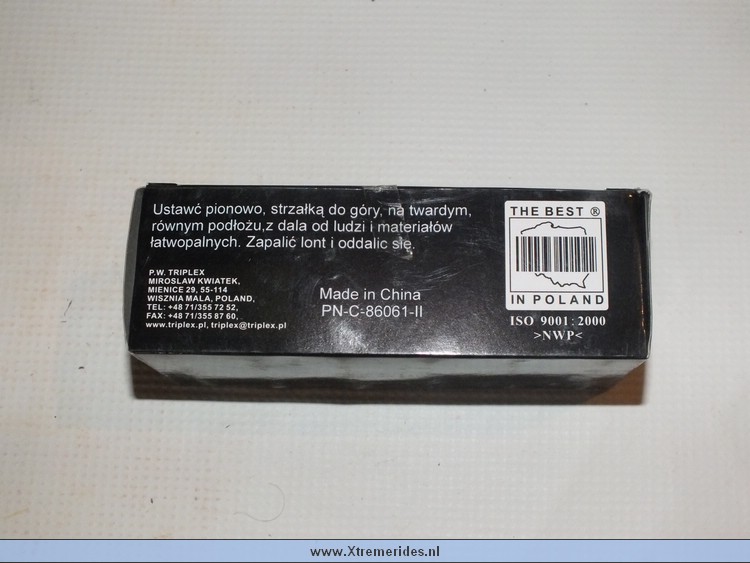 Ustawć pionowo, strzałką do góry, na twardym,
równym podłożu,z dala od ludzi i materiałów
łatwopalnych. Zapalić lont i oddalic się.
P.W. TRIPLEX
MIROSLAW KWIATEK,
MIENICE 29, 55-114
WISZNIA MALA, POLAND,
TEL: +48 71/355 72 52,
FAX: +48 71/355 87 60,
www.triplex.pl, triplex@triplex.pl
Made in China
PN-C-86061-II
THE BEST ®
IN POLAND
ISO 9001:2000
>NWP<
www.Xtremerides.nl